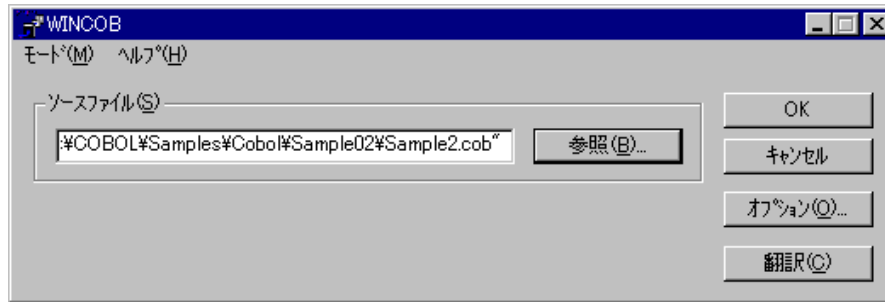 WINCOB
ﾓｰﾄﾞ(M) ﾍﾙﾌﾟ(H)
ｿｰｽﾌｧｲﾙ(S)
:¥COBOL¥Samples¥Cobol¥Sample02¥Sample2.cob"
参照(B)...
OK
ｷｬﾝｾﾙ
ｵﾌﾟｼｮﾝ(O)...
翻訳(C)